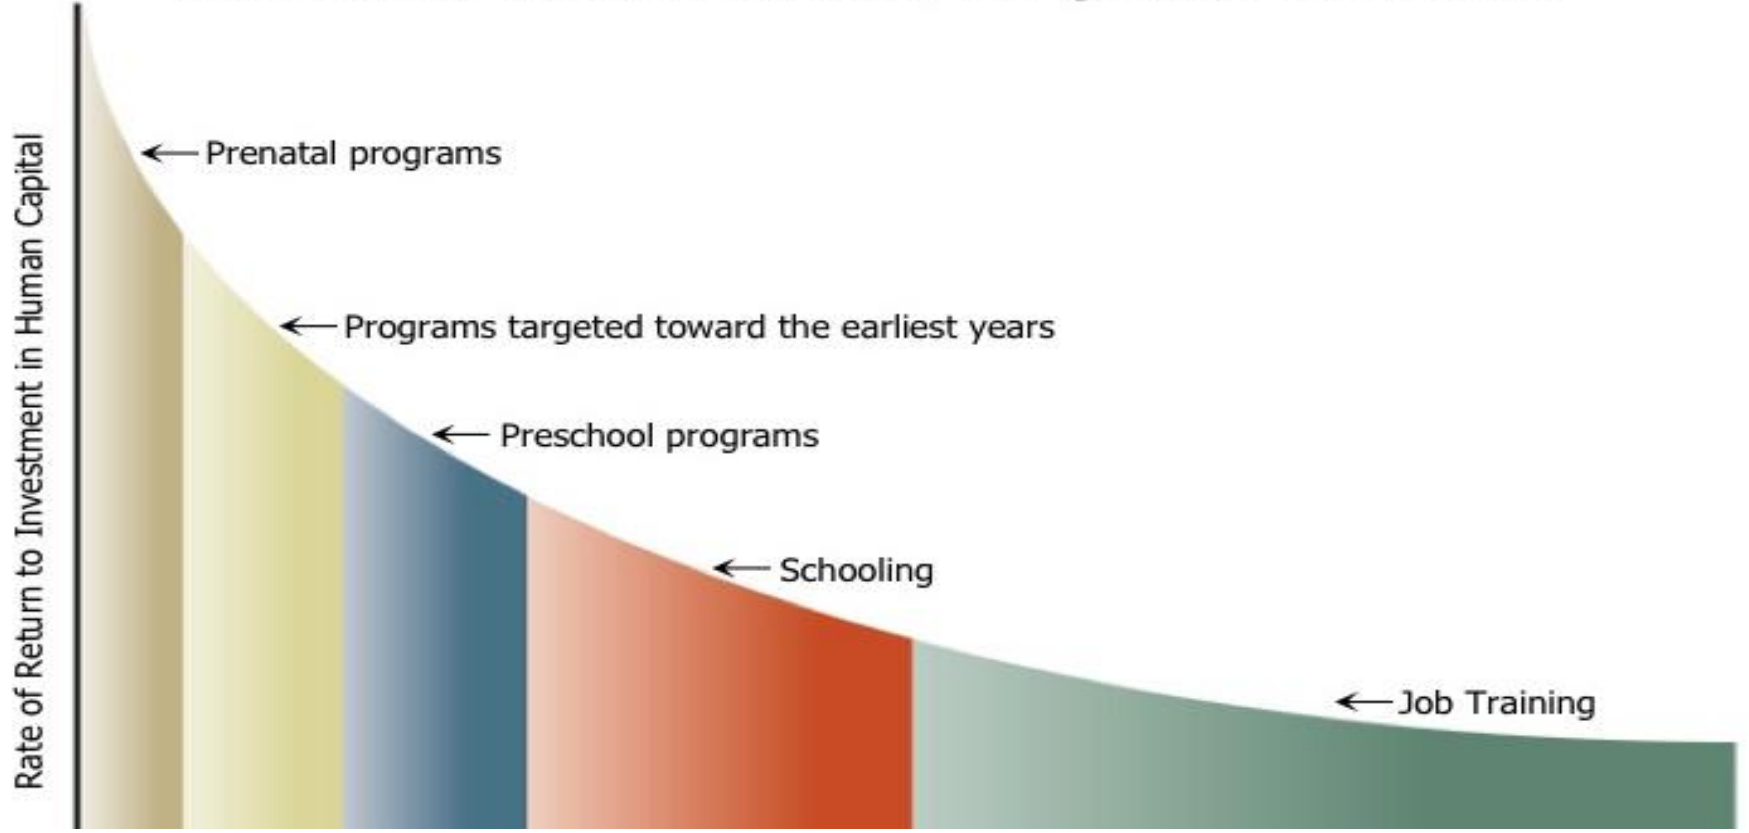 Rate of Return to Investment in Human Capital
Prenatal programs
Programs targeted toward the earliest years
Preschool programs
Schooling
Job Training